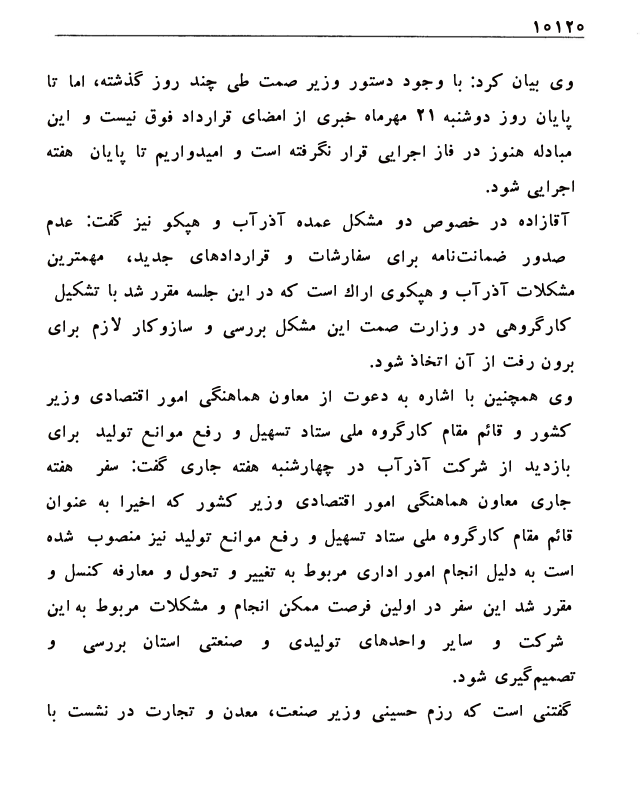 ۱۰۱۲۰
وی بیان کرد: با وجود دستور وزیر صمت طی چند روز گذشته، اما تا
پایان روز دوشنبه ۲۱ مهرماه خبری از امضای قرارداد فوق نیست و این
مبادله هنوز در فاز اجرایی قرار نگرفته است و امیدواریم تا پایان هفته
اجرایی شود.
آقازاده در خصوص دو مشکل عمده آذرآب و هپکو نیز گفت: عدم
صدور ضمانت‌نامه برای سفارشات و قراردادهای جدید، مهمترین
مشکلات آذرآب و هپکوی اراك است که در این جلسه مقرر شد با تشکیل
کارگروهی در وزارت صمت این مشکل بررسی و سازوکار لازم برای
برون رفت از آن اتخاذ شود.
وی همچنین با اشاره به دعوت از معاون هماهنگی امور اقتصادی وزیر
کشور و قائم مقام کارگروه ملی ستاد تسهیل و رفع موانع تولید برای
بازدید از شرکت آذرآب در چهارشنبه هفته جاری گفت: سفر هفته
جاری معاون هماهنگی امور اقتصادی وزیر کشور که اخیرا به عنوان
قائم مقام کارگروه ملی ستاد تسهیل و رفع موانع تولید نیز منصوب شده
است به دلیل انجام امور اداری مربوط به تغییر و تحول و معارفه کنسل و
مقرر شد این سفر در اولین فرصت ممکن انجام و مشکلات مربوط به این
شرکت و سایر واحدهای تولیدی و صنعتی استان بررسی و
تصمیم‌گیری شود.
گفتنی است که رزم حسینی وزیر صنعت، معدن و تجارت در نشست با